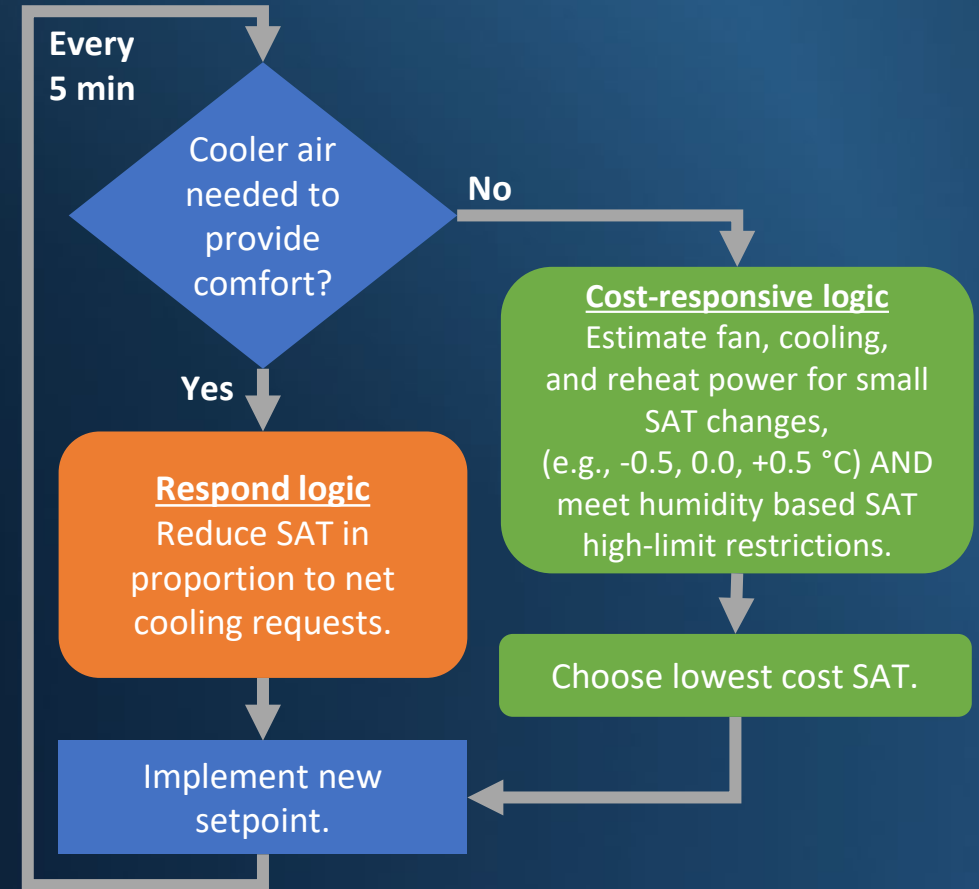 Every
5 min
Cooler air
needed to
provide
comfort?
No
Yes
Cost-responsive logic
Estimate fan, cooling,
and reheat power for small
SAT changes,
(e.g., -0.5, 0.0, +0.5 °C) AND
meet humidity based SAT
high-limit restrictions.
Respond logic
Reduce SAT in
proportion to net
cooling requests.
Choose lowest cost SAT.
Implement new
setpoint.